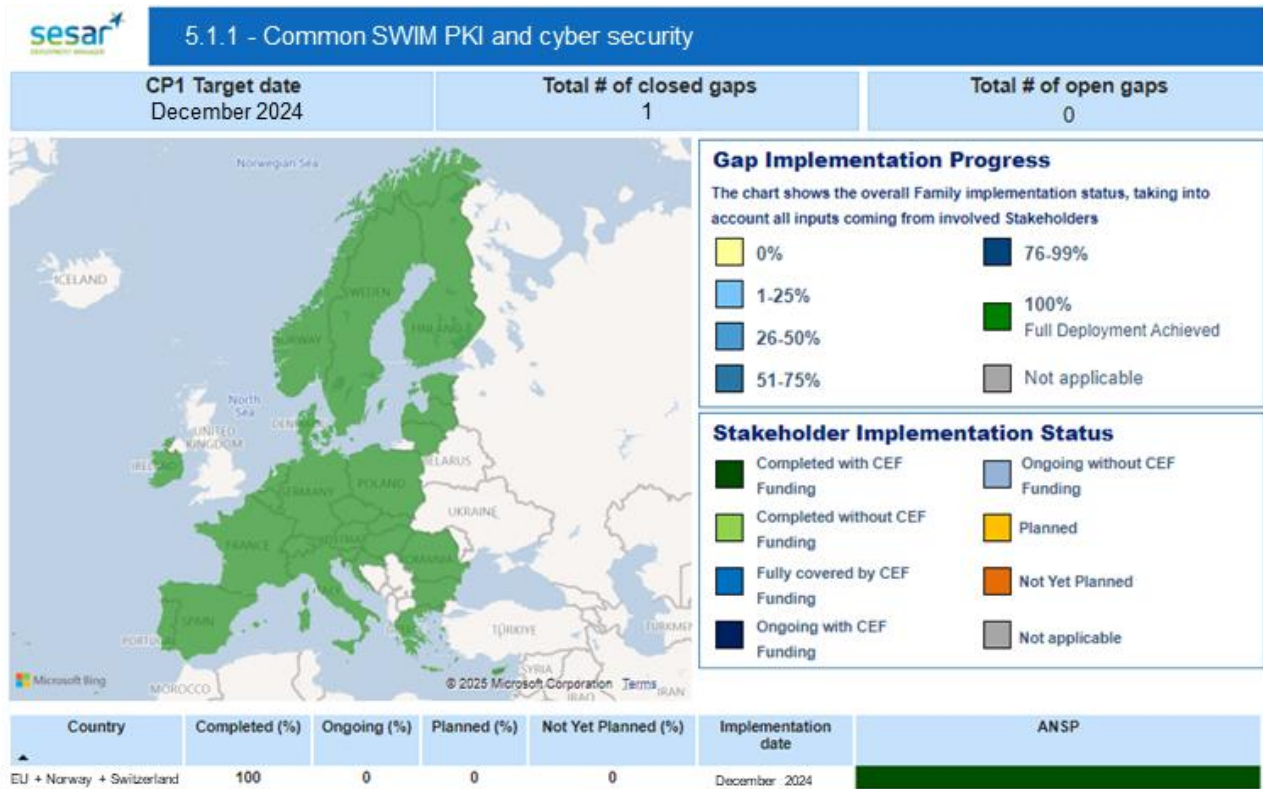 sesar
DEPLOYMENT MANAGER
5.1.1 - Common SWIM PKI and cyber security
CP1 Target date
December 2024
Total # of closed gaps
1
Total # of open gaps
0
Norwegian Sea
ICELAND
SWEDEN
FINLAND
NORWAY
North
Sea
UNITED
KINGDOM
IRELAND
BELARUS
POLAND
GERMANY
UKRAINE
FRANCE
ROMANIA
SPAIN
PORTUGAL
TÜRKIYE
TURKMEN
SYRIA
MOROCCO
IRAQ
IRAN
Microsoft Bing
© 2025 Microsoft Corporation Terms
Gap Implementation Progress
The chart shows the overall Family implementation status, taking into
account all inputs coming from involved Stakeholders
0%
1-25%
26-50%
51-75%
76-99%
100%
Full Deployment Achieved
Not applicable
Stakeholder Implementation Status
Completed with CEF
Funding
Completed without CEF
Funding
Fully covered by CEF
Funding
Ongoing with CEF
Funding
Ongoing without CEF
Funding
Planned
Not Yet Planned
Not applicable
Country Completed (%) Ongoing (%) Planned (%) Not Yet Planned (%) Implementation date ANSP
EU + Norway + Switzerland 100 0 0 0 December 2024